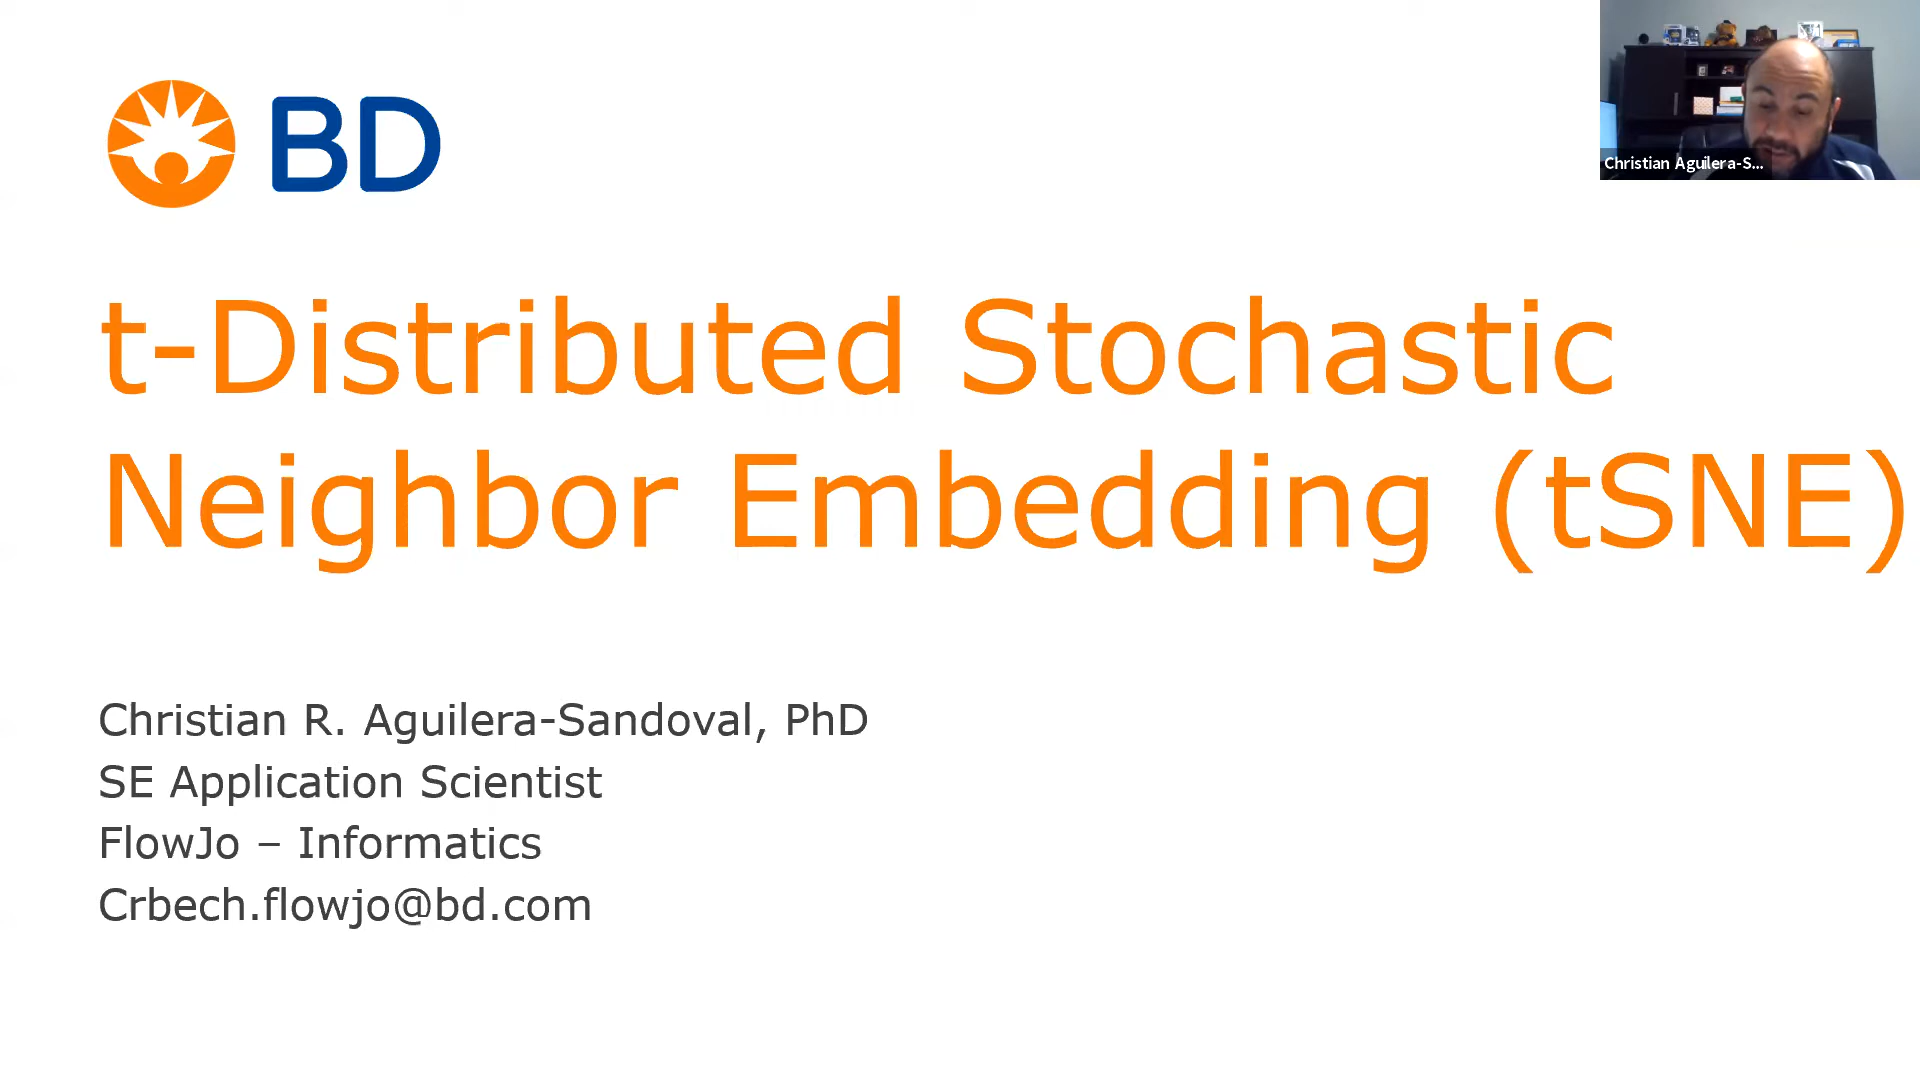 BD
Christian Aguilera-S...
t-Distributed Stochastic
Neighbor Embedding (tSNE)
Christian R. Aguilera-Sandoval, PhD
SE Application Scientist
FlowJo – Informatics
Crbech.flowjo@bd.com